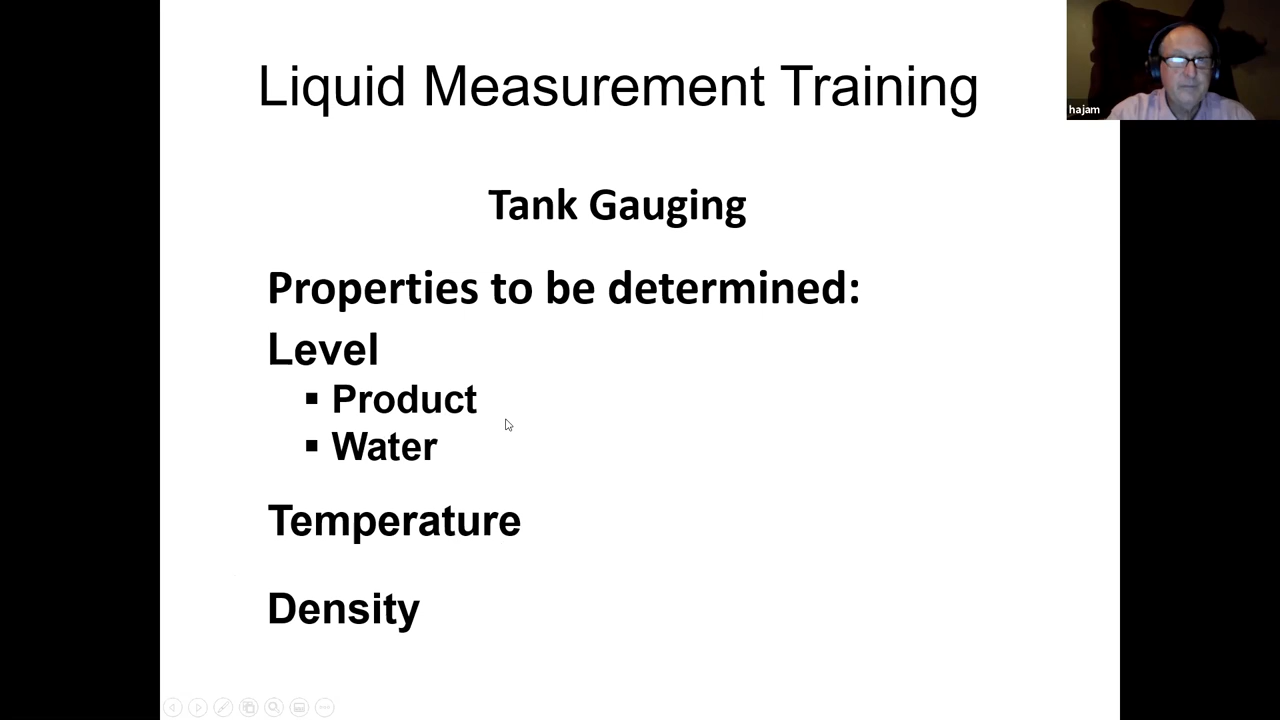 Liquid Measurement Training
hajam
Tank Gauging
Properties to be determined:
Level
▪ Product
▪ Water
Temperature
Density